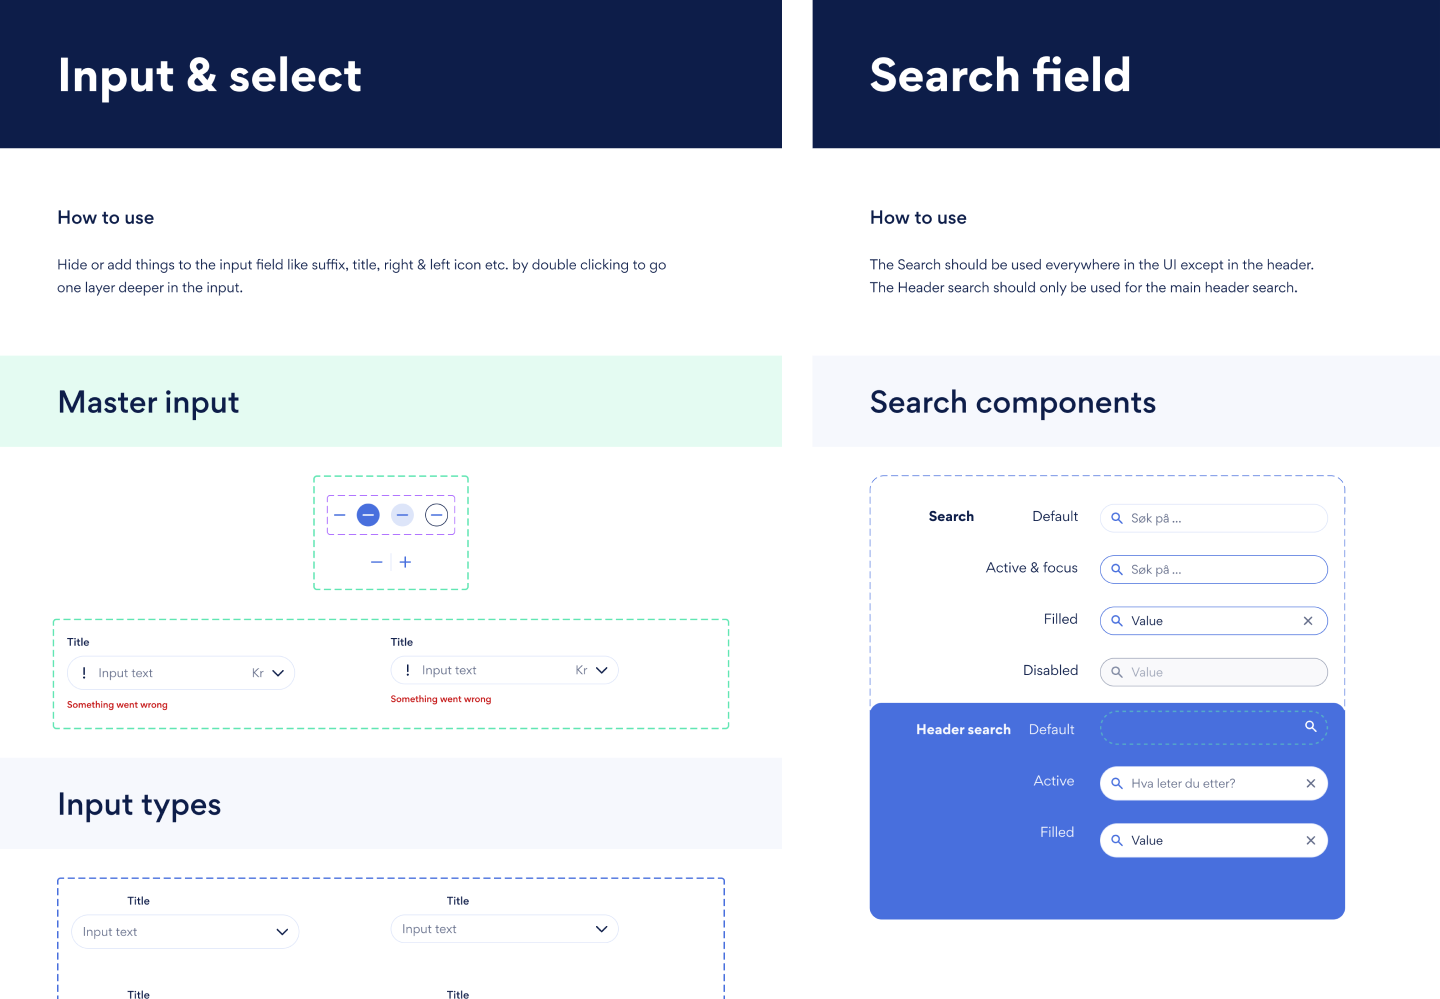 Input & select
How to use
Hide or add things to the input field like suffix, title, right & left icon etc. by double clicking to go
one layer deeper in the input.
Master input
Title
Input text Kr
Something went wrong
Title
Input text Kr
Something went wrong
Input types
Title
Input text
Title
Input text
Title
Title
Search field
How to use
The Search should be used everywhere in the UI except in the header.
The Header search should only be used for the main header search.
Search components
Search Default Søk på ...
Active & focus Søk på ...
Filled Value
Disabled Value
Header search Default
Active Hva leter du etter?
Filled Value